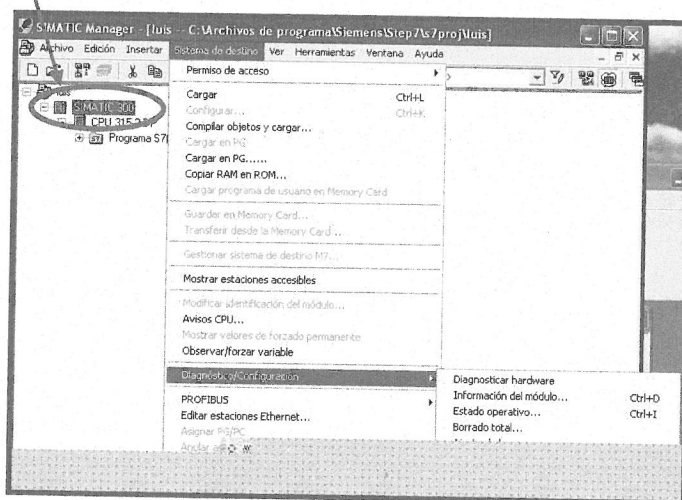 SIMATIC Manager - [luis -- C:\Archivos de programa\Siemens\Step7\s7proj\luis]
Archivo Edición Insertar Sistema de destino Ver Herramientas Ventana Ayuda
luis
SIMATIC 300
CPU 315-2
Programa S7
Permiso de acceso
Cargar Ctrl+L
Configurar... Ctrl+K
Compilar objetos y cargar...
Cargar en PG
Cargar en PG......
Copiar RAM en ROM...
Cargar programa de usuario en Memory Card
Guardar en Memory Card...
Transferir desde la Memory Card...
Gestionar sistema de destino M7...
Mostrar estaciones accesibles
Modificar identificación del módulo...
Avisos CPU...
Mostrar valores de forzado permanente
Observar/forzar variable
Diagnóstico/Configuración
PROFIBUS
Editar estaciones Ethernet...
Asignar PG/PC
Anular
Diagnosticar hardware
Información del módulo... Ctrl+D
Estado operativo... Ctrl+I
Borrado total...